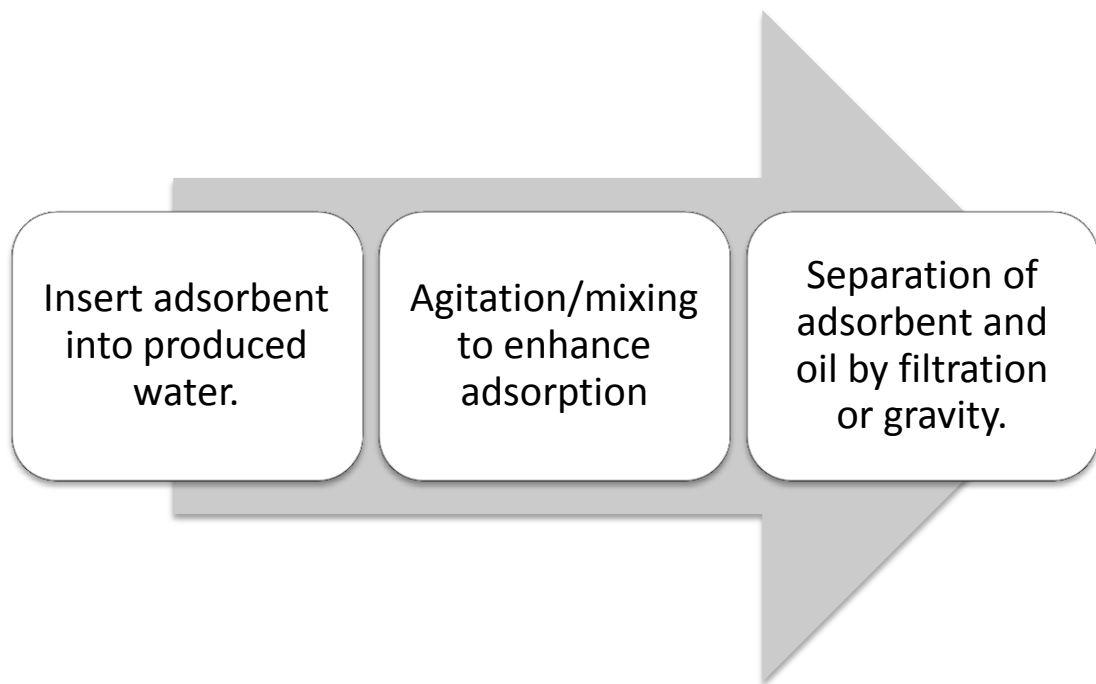 Insert adsorbent
into produced
water.
Agitation/mixing
to enhance
adsorption
Separation of
adsorbent and
oil by filtration
or gravity.